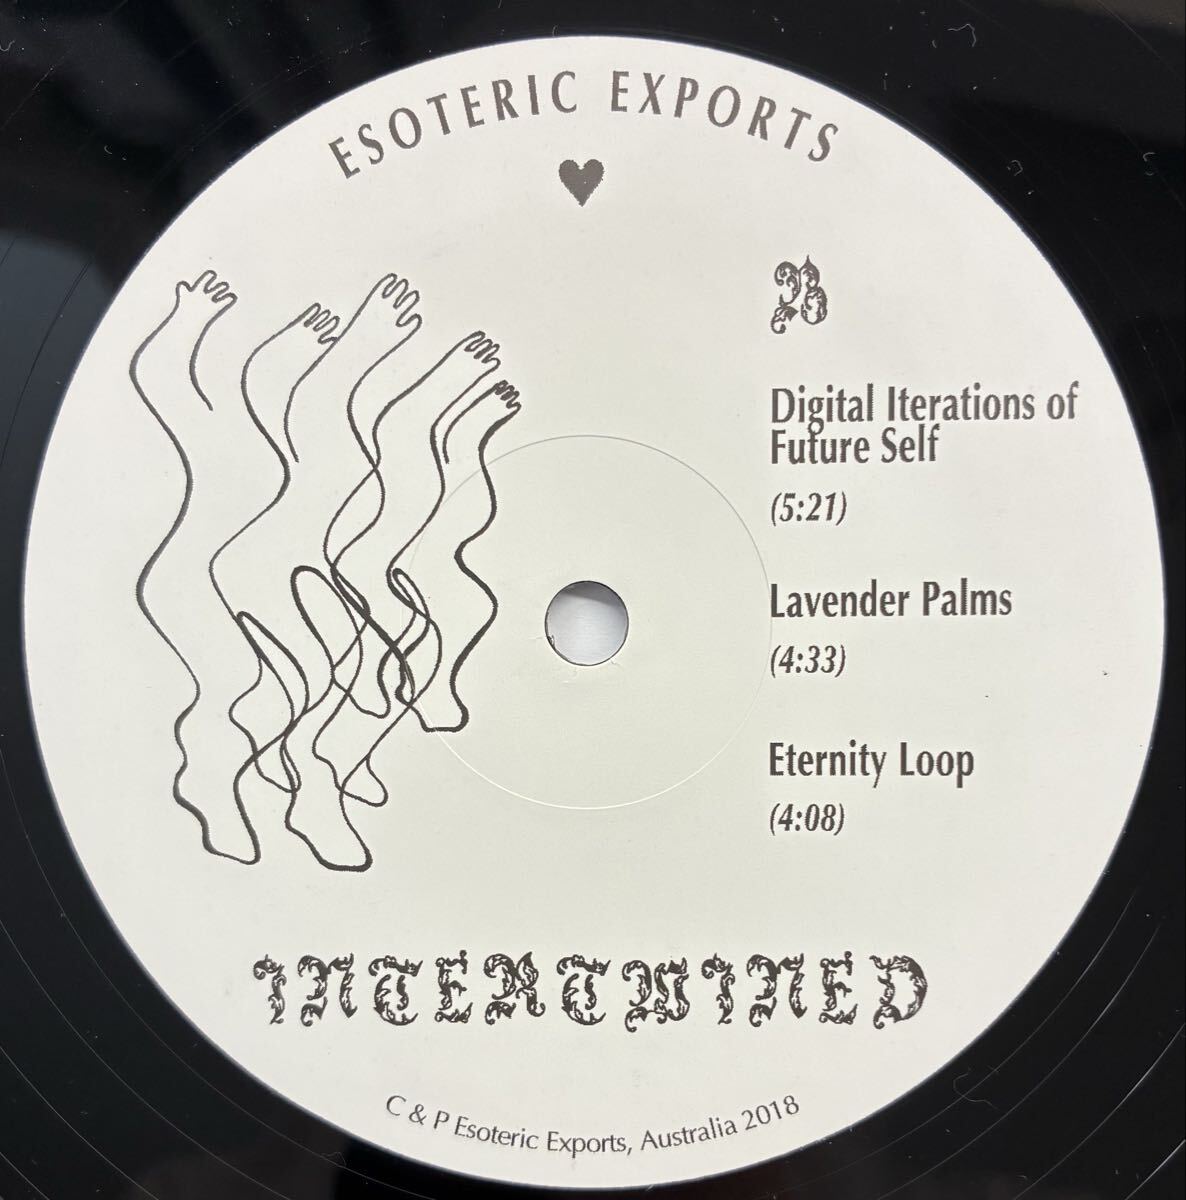 ESOTERIC EXPORTS
B
Digital Iterations of
Future Self
(5:21)
Lavender Palms
(4:33)
Eternity Loop
(4:08)
INTERTWINED
C & P Esoteric Exports, Australia 2018